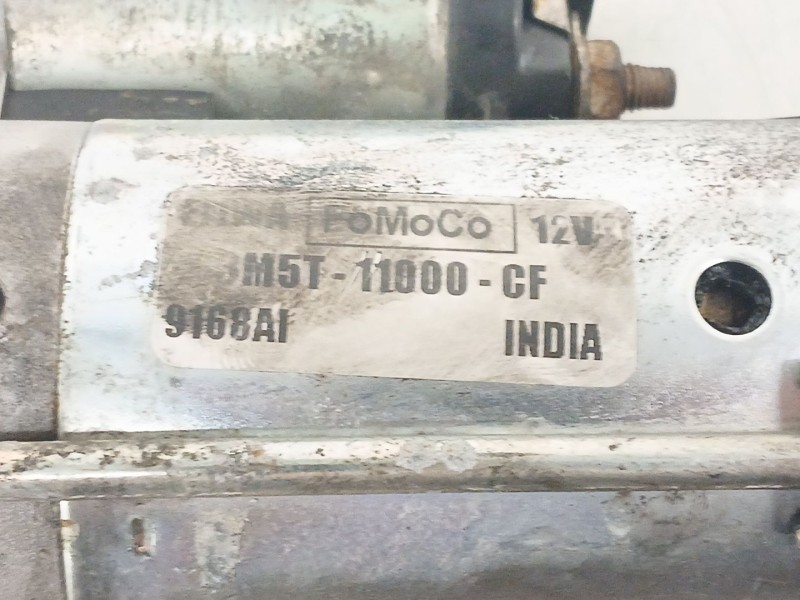 FoMoCo 12V
M5T-11000-CF
9168AI INDIA